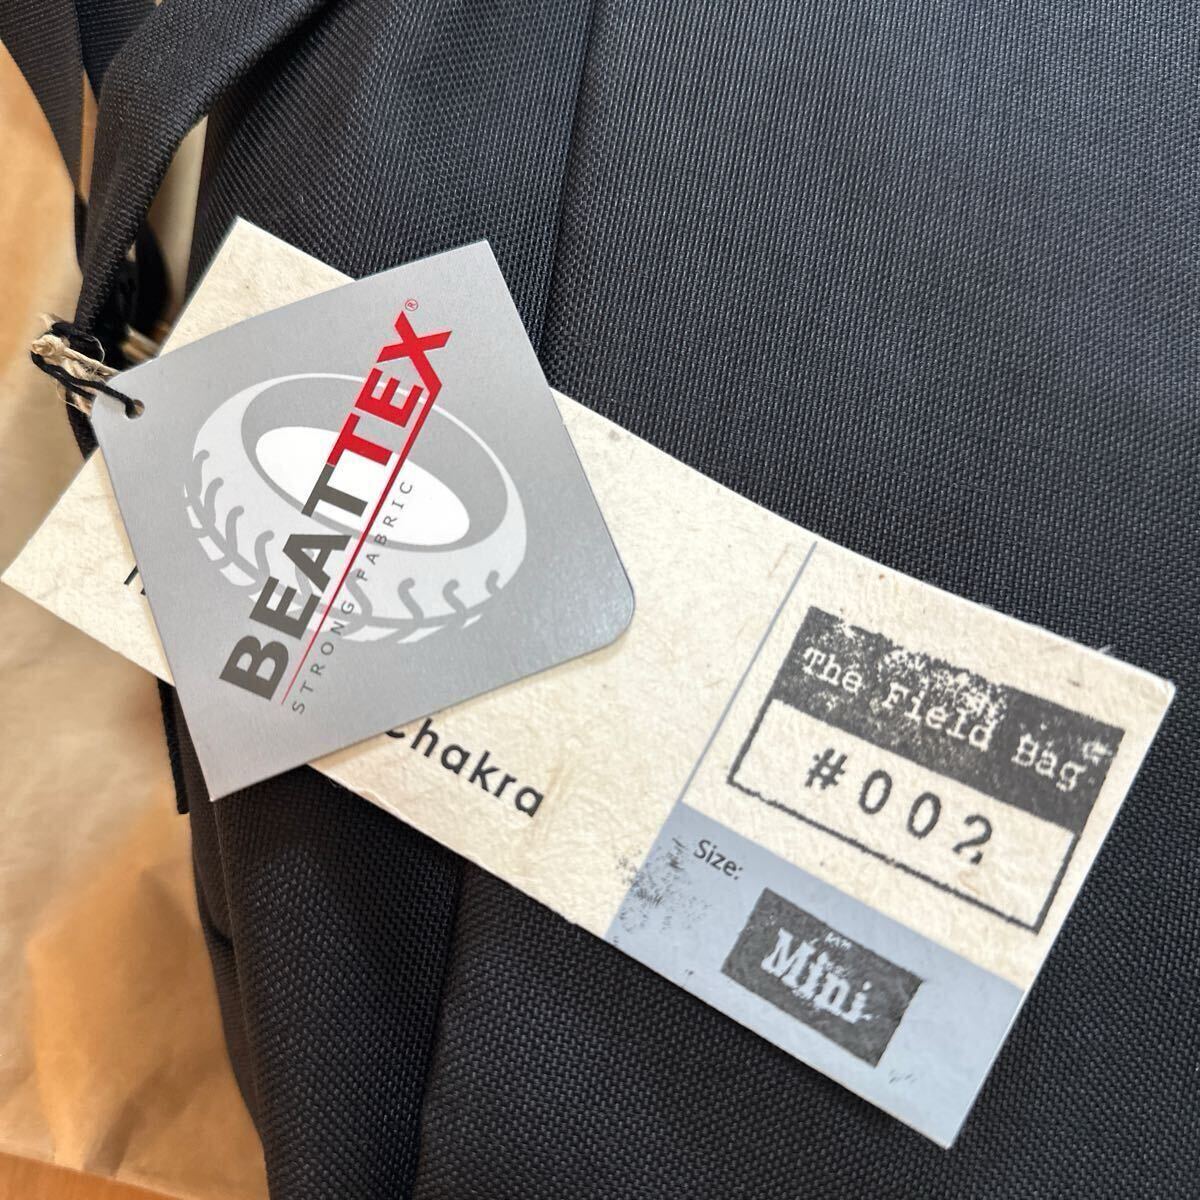 BEATTEX®
STRONG FABRIC
Chakra
The Field Bag
#002
Size:
Mini